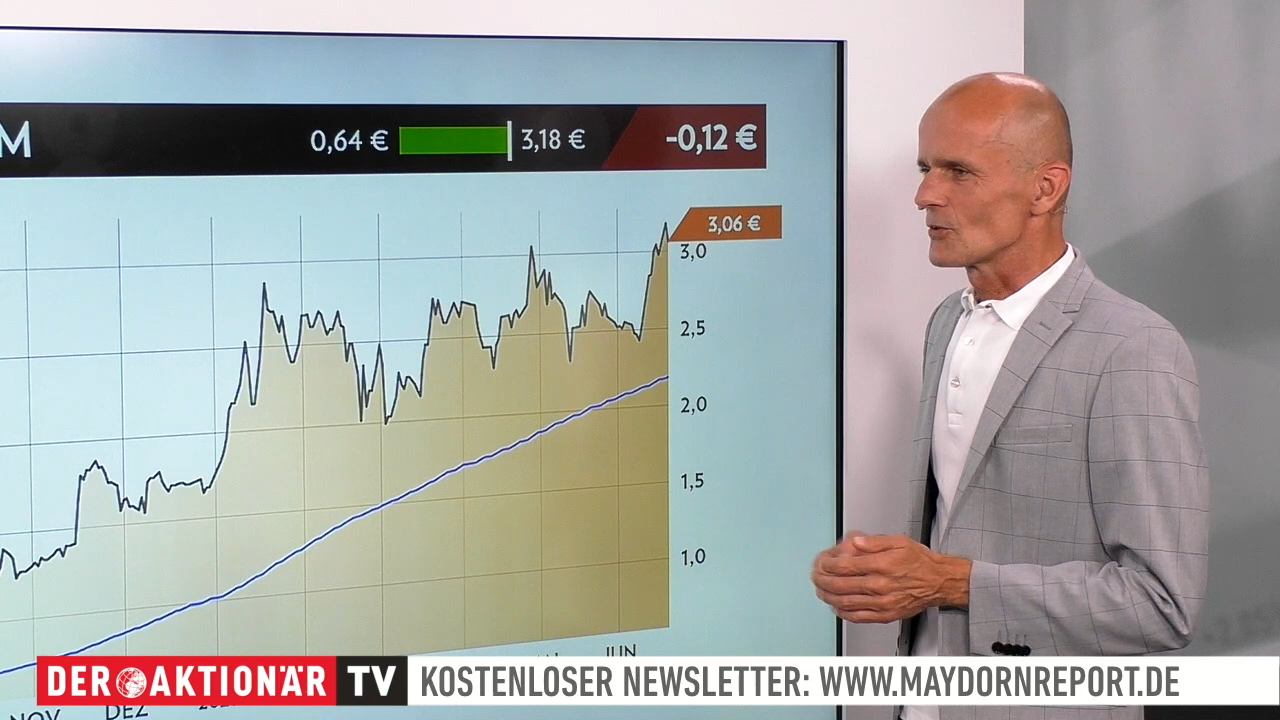 M 0,64 € 3,18 € -0,12 €
3,06 €
3,0
2,5
2,0
1,5
1,0
JUN
NOV DEZ
DER AKTIONÄR TV KOSTENLOSER NEWSLETTER: WWW.MAYDORNREPORT.DE